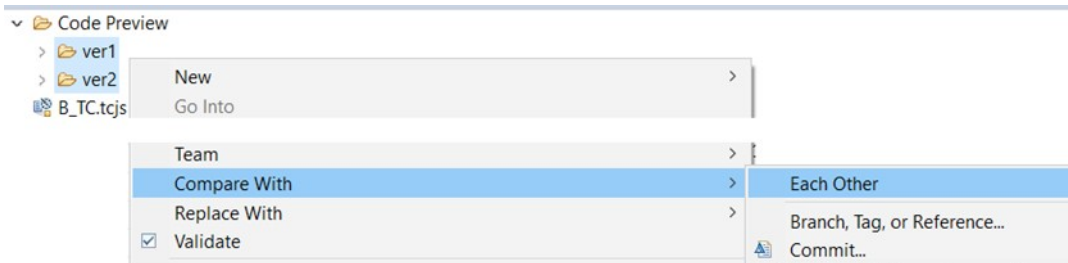 Code Preview
ver1
ver2
B_TC.tcjs
New
Go Into
Team
Compare With
Replace With
Validate
Each Other
Branch, Tag, or Reference...
Commit...